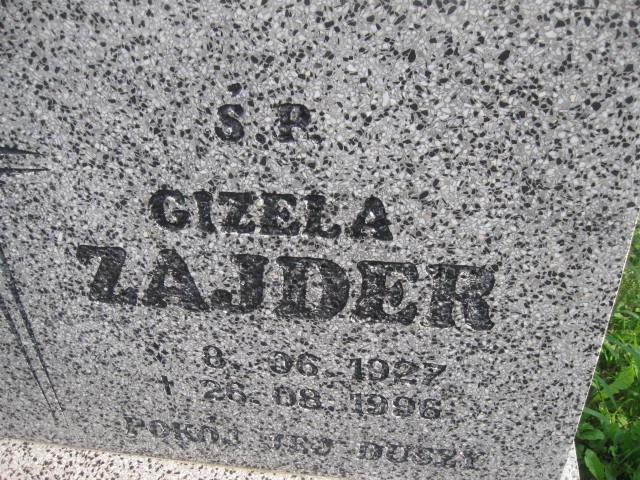 Ś.P.
GIZELA
ZAJDER
* 8. 06. 1927
† 26. 08. 1996
POKÓJ JEJ DUSZY